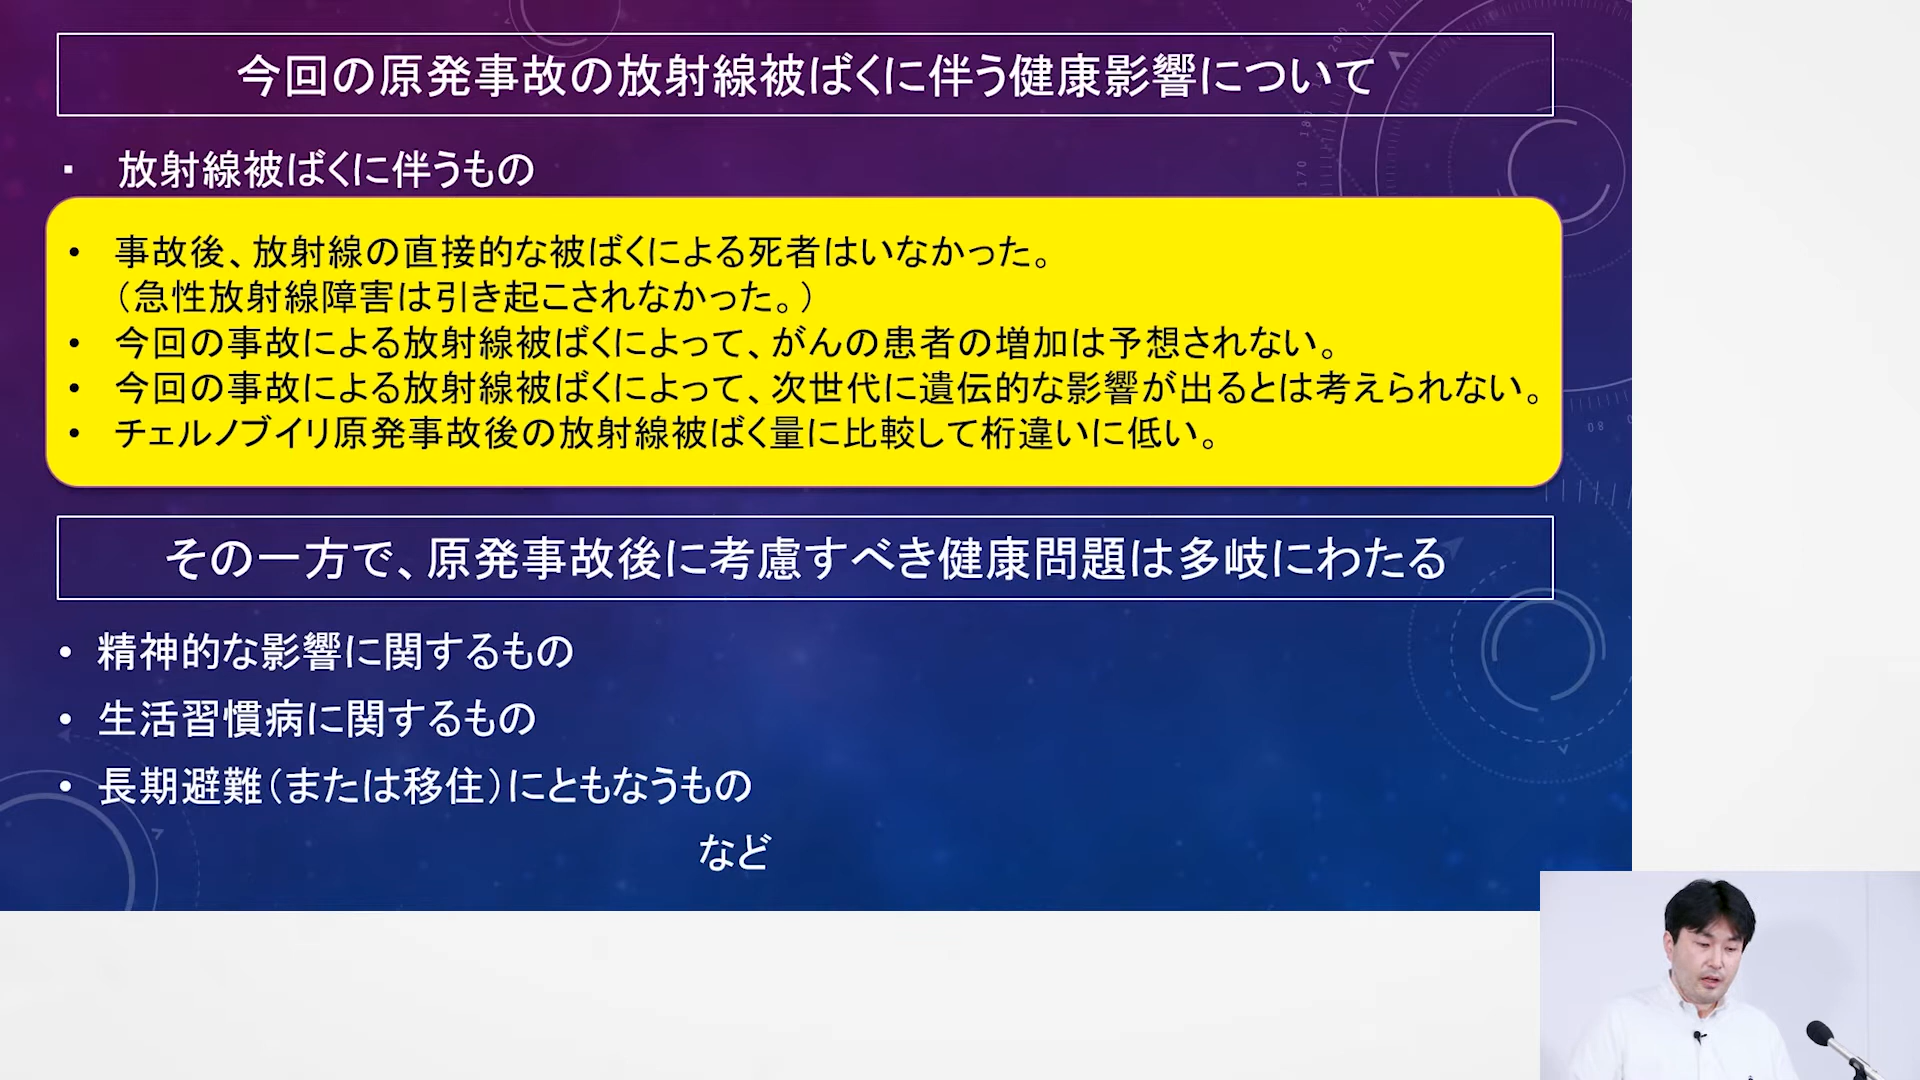 今回の原発事故の放射線被ばくに伴う健康影響について
▪ 放射線被ばくに伴うもの
• 事故後、放射線の直接的な被ばくによる死者はいなかった。
（急性放射線障害は引き起こされなかった。）
• 今回の事故による放射線被ばくによって、がんの患者の増加は予想されない。
• 今回の事故による放射線被ばくによって、次世代に遺伝的な影響が出るとは考えられない。
• チェルノブイリ原発事故後の放射線被ばく量に比較して桁違いに低い。
その一方で、原発事故後に考慮すべき健康問題は多岐にわたる
• 精神的な影響に関するもの
• 生活習慣病に関するもの
• 長期避難（または移住）にともなうもの
など